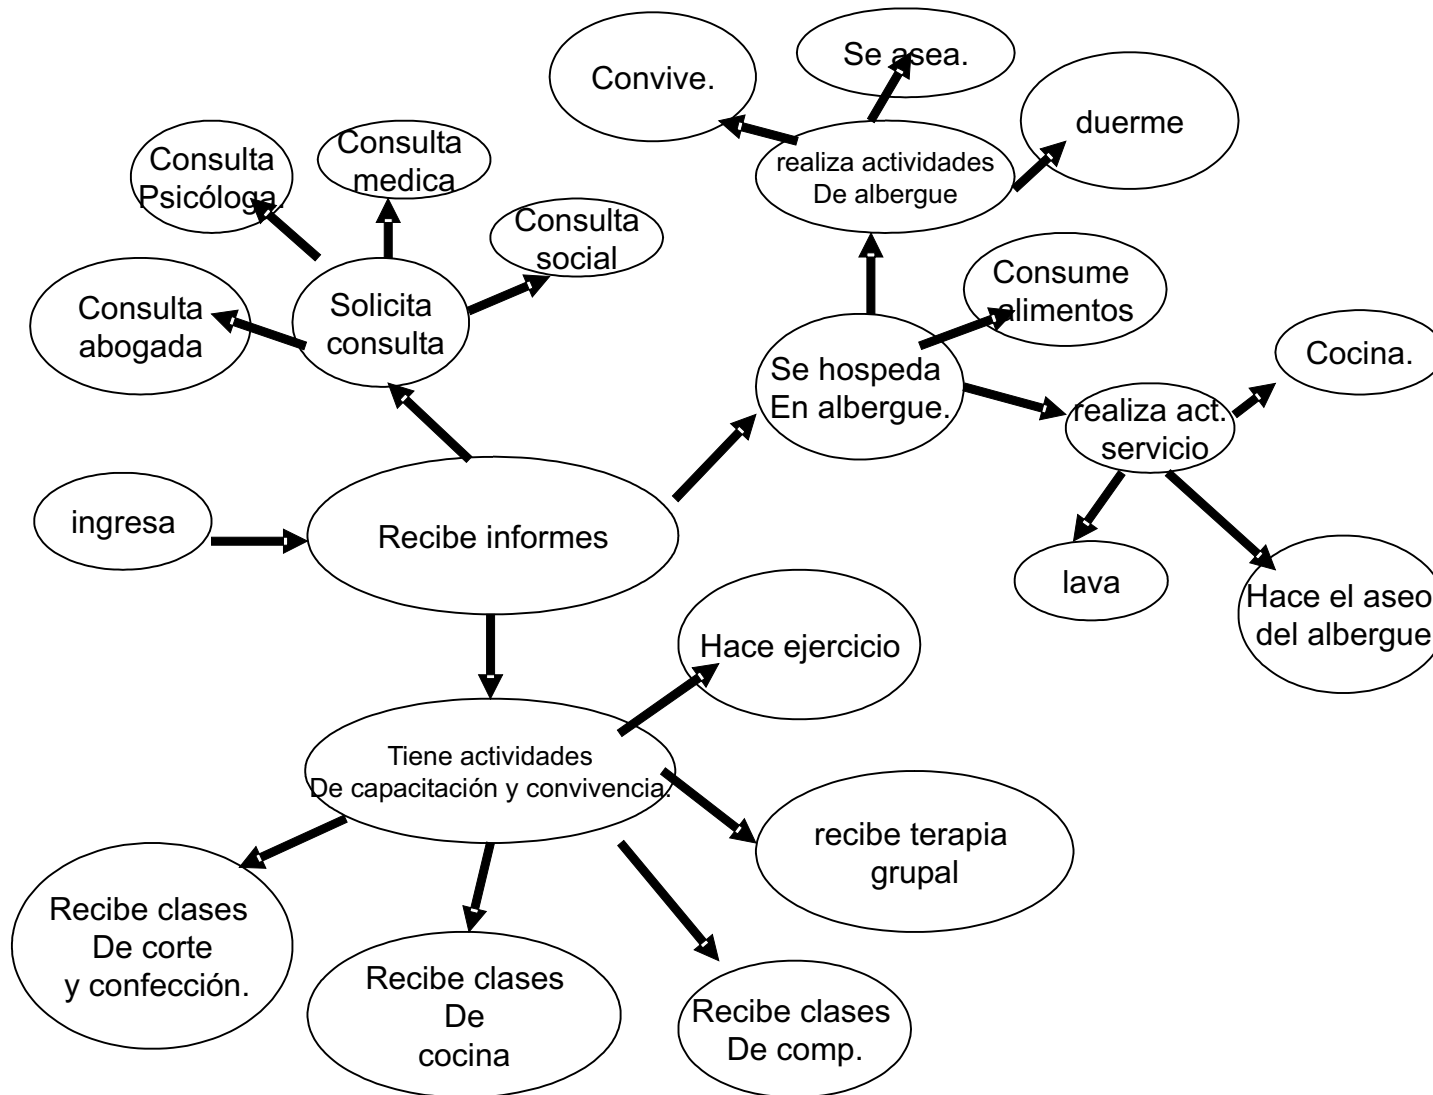 Se asea.
Convive.
duerme
Consulta
medica
Consulta
Psicóloga.
realiza actividades
De albergue
Consulta
social
Consume
alimentos
Consulta
abogada
Solicita
consulta
Cocina.
Se hospeda
En albergue.
realiza act.
servicio
ingresa
Recibe informes
lava
Hace el aseo
del albergue
Hace ejercicio
Tiene actividades
De capacitación y convivencia.
recibe terapia
grupal
Recibe clases
De corte
y confección.
Recibe clases
De
cocina
Recibe clases
De comp.